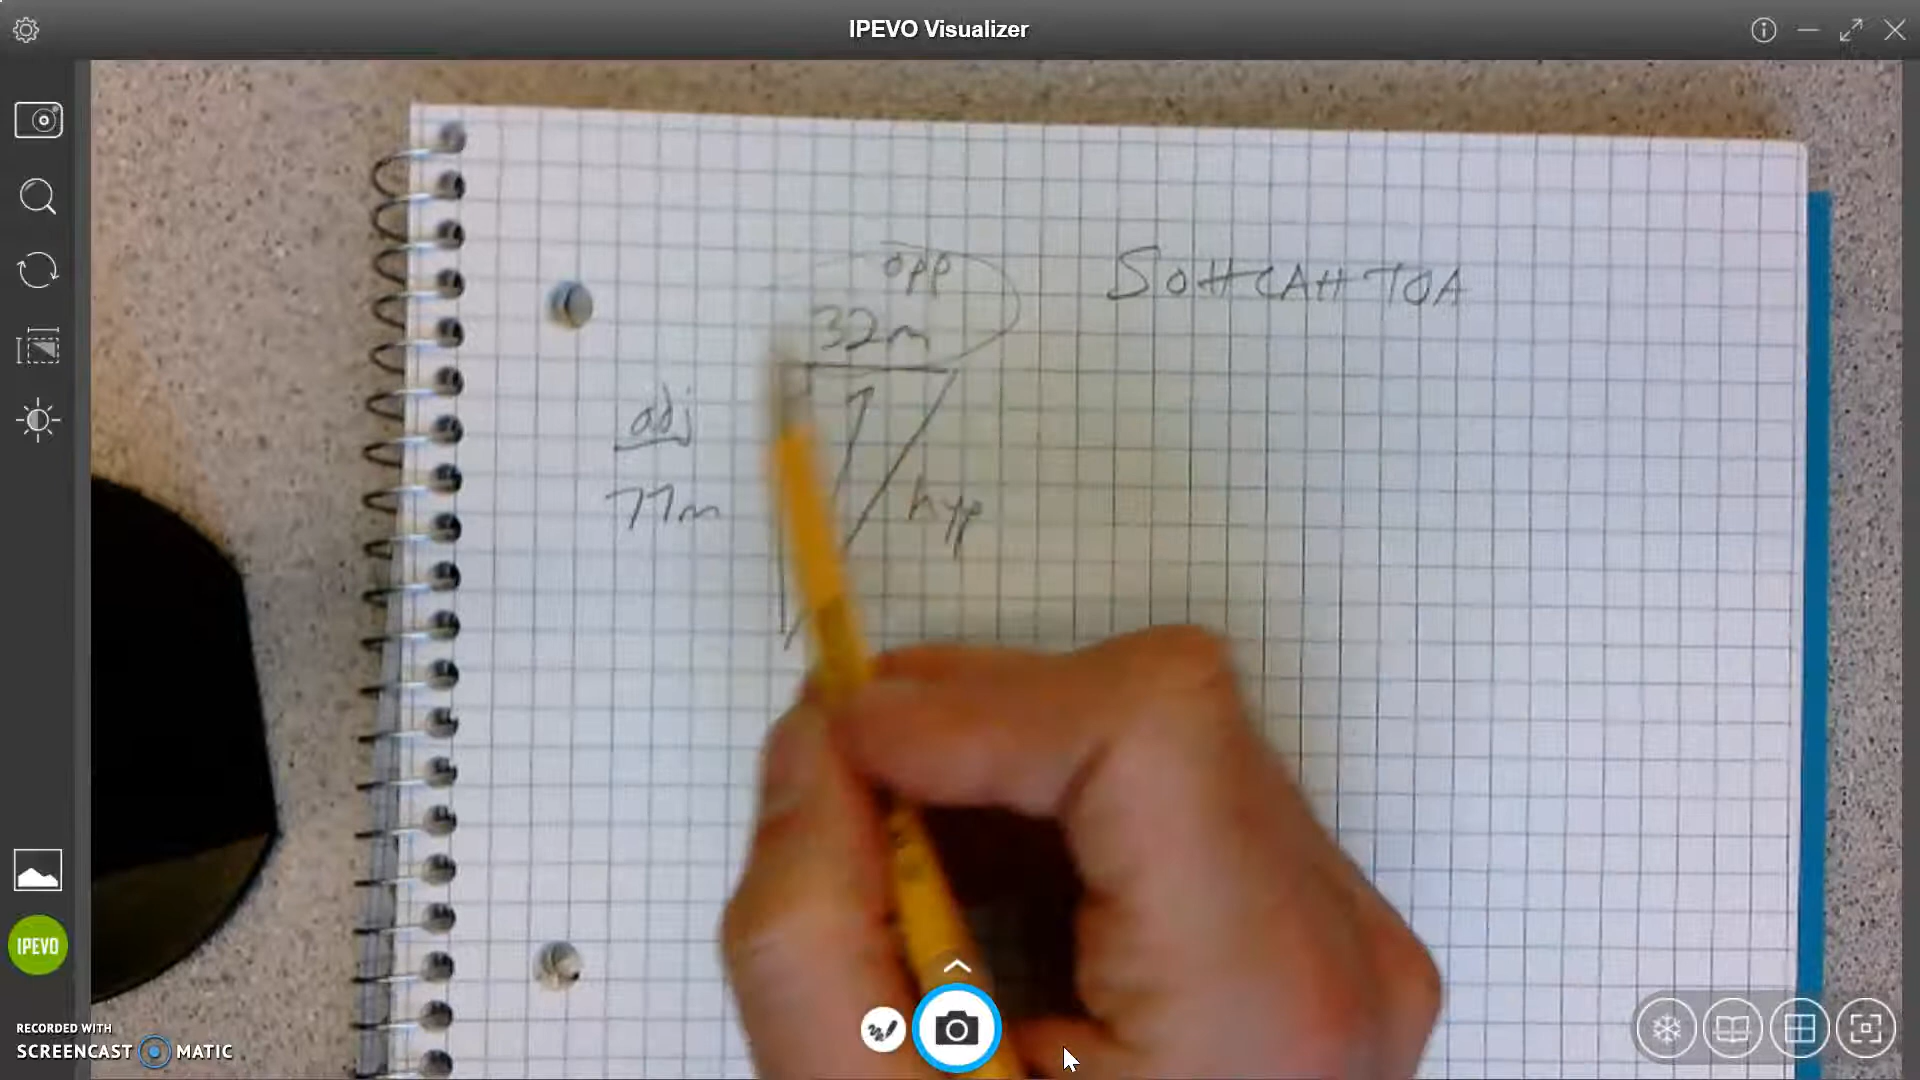 IPEVO Visualizer
opp
SOHCAHTOA
32m
adj
77m
hyp
IPEVO
RECORDED WITH
SCREENCAST MATIC